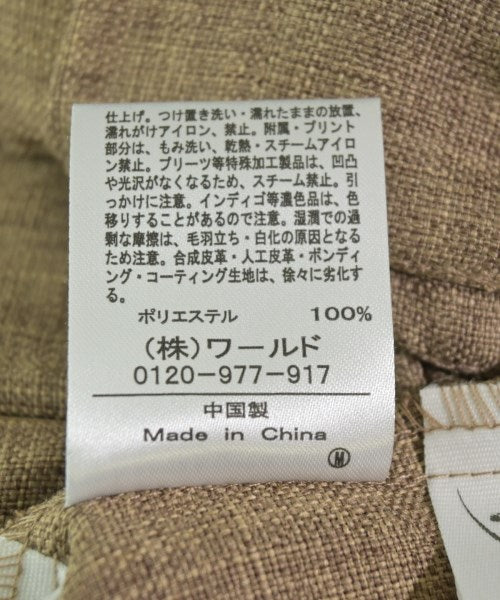 仕上げ。つけ置き洗い・濡れたままの放置、
濡れがけアイロン、禁止。附属・プリント
部分は、もみ洗い、乾熱・スチームアイロ
ン禁止。プリーツ等特殊加工製品は、凹凸
や光沢がなくなるため、スチーム禁止。引
っかけに注意。インディゴ等濃色品は、色
移りすることがあるので注意。湿潤での過
剰な摩擦は、毛羽立ち・白化の原因となる
ため注意。合成皮革・人工皮革・ボンディ
ング・コーティング生地は、徐々に劣化す
る。
ポリエステル 100%
(株)ワールド
0120-977-917
中国製
Made in China
M